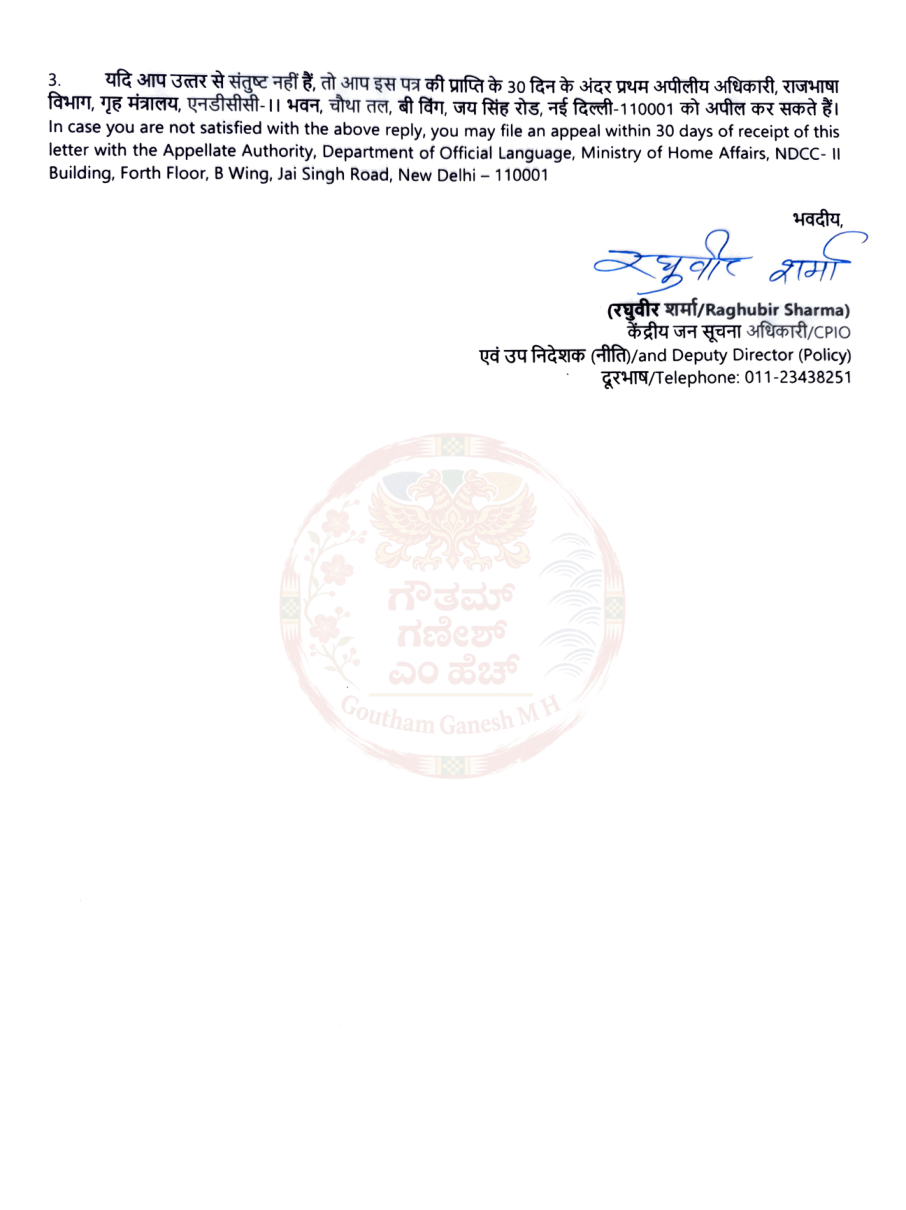 3. यदि आप उत्तर से संतुष्ट नहीं हैं, तो आप इस पत्र की प्राप्ति के 30 दिन के अंदर प्रथम अपीलीय अधिकारी, राजभाषा
विभाग, गृह मंत्रालय, एनडीसीसी-II भवन, चौथा तल, बी विंग, जय सिंह रोड, नई दिल्ली-110001 को अपील कर सकते हैं।
In case you are not satisfied with the above reply, you may file an appeal within 30 days of receipt of this
letter with the Appellate Authority, Department of Official Language, Ministry of Home Affairs, NDCC- II
Building, Forth Floor, B Wing, Jai Singh Road, New Delhi – 110001
भवदीय,
रघुवीर शर्मा
(रघुवीर शर्मा/Raghubir Sharma)
केंद्रीय जन सूचना अधिकारी/CPIO
एवं उप निदेशक (नीति)/and Deputy Director (Policy)
दूरभाष/Telephone: 011-23438251
ಗೌತಮ್
ಗಣೇಶ್
ಎಂ ಹೆಚ್
Goutham Ganesh M H